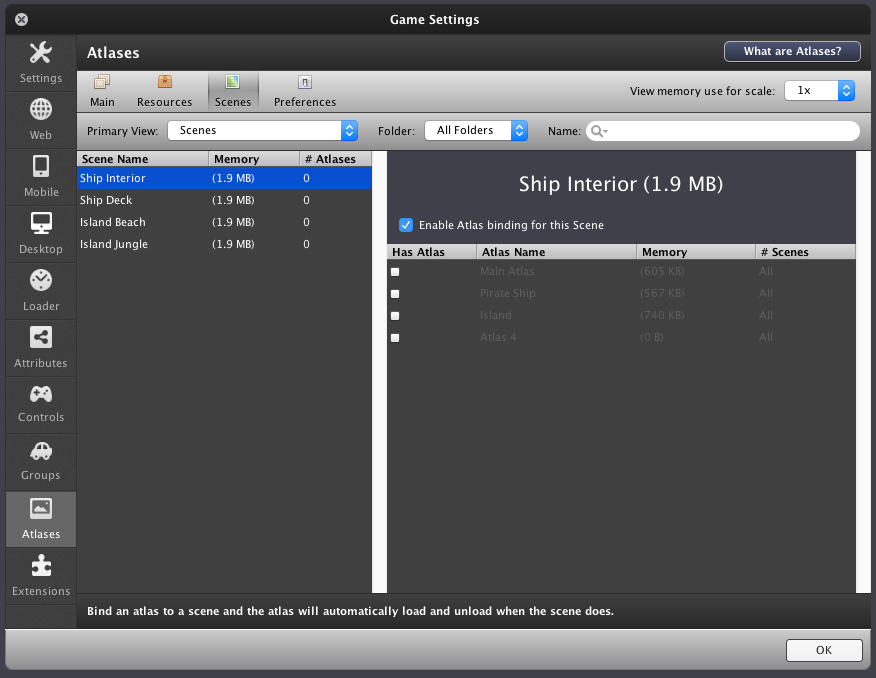 Game Settings
Settings
Web
Mobile
Desktop
Loader
Attributes
Controls
Groups
Atlases
Extensions
Atlases
What are Atlases?
Main
Resources
Scenes
Preferences
View memory use for scale:
1x
Primary View:
Scenes
Folder:
All Folders
Name:
Scene Name Memory # Atlases
Ship Interior (1.9 MB) 0
Ship Deck (1.9 MB) 0
Island Beach (1.9 MB) 0
Island Jungle (1.9 MB) 0
Ship Interior (1.9 MB)
Enable Atlas binding for this Scene
Has Atlas Atlas Name Memory # Scenes
Main Atlas (605 KB) All
Pirate Ship (567 KB) All
Island (740 KB) All
Atlas 4 (0 B) All
Bind an atlas to a scene and the atlas will automatically load and unload when the scene does.
OK